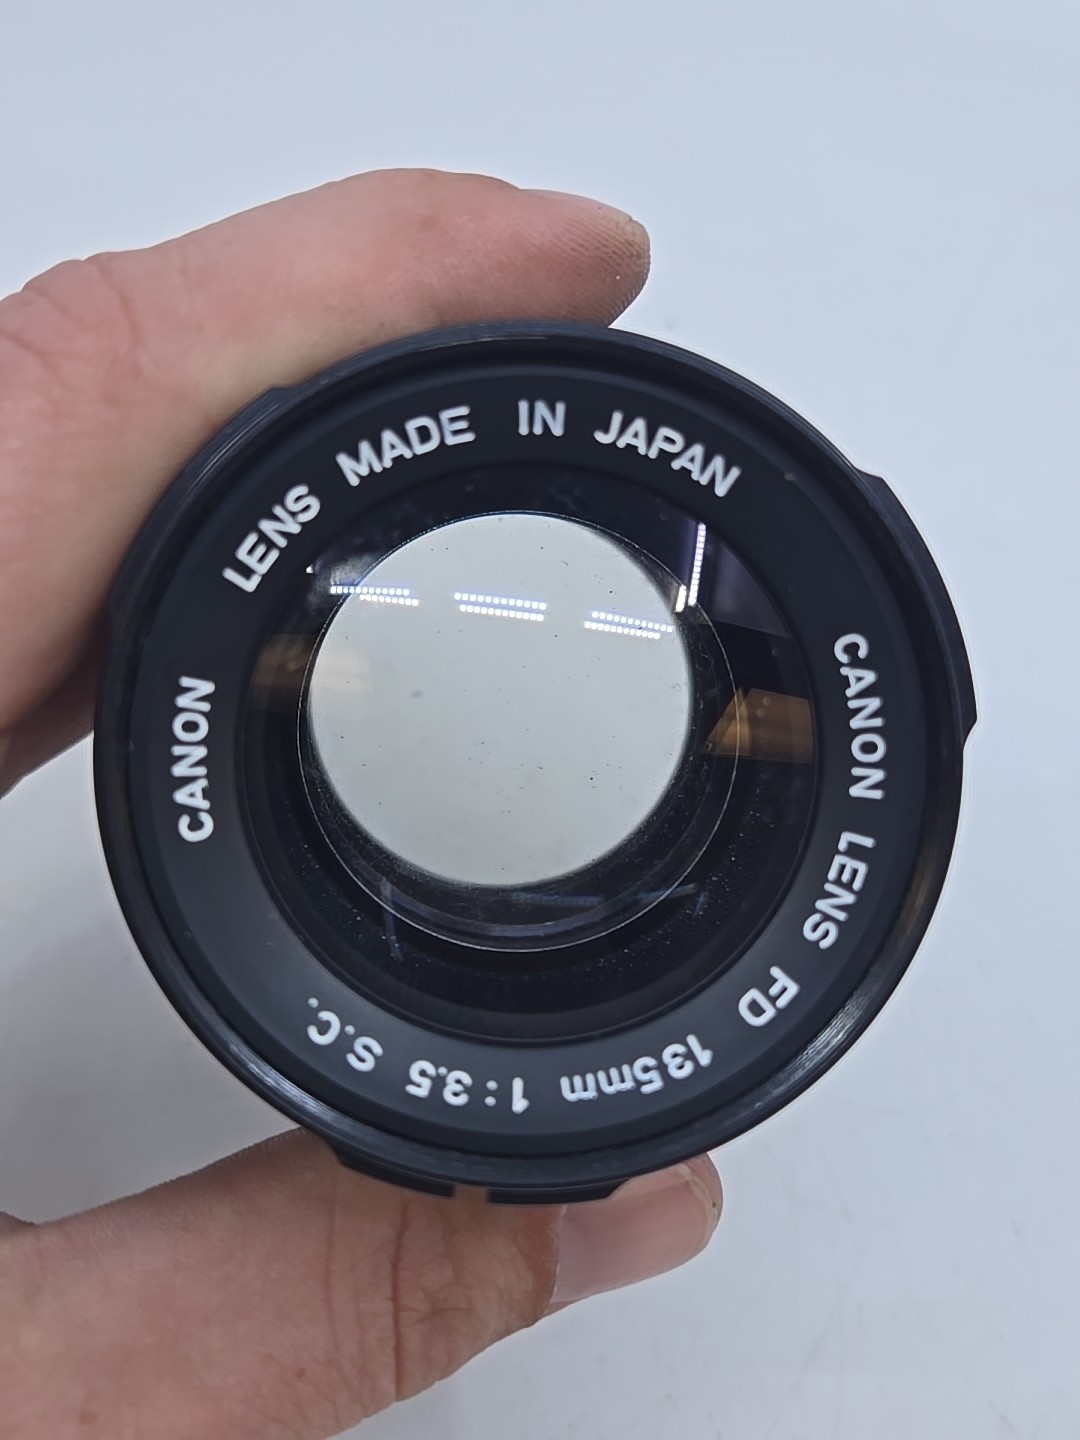 CANON LENS MADE IN JAPAN
CANON LENS FD 135mm 1:3.5 S.C.